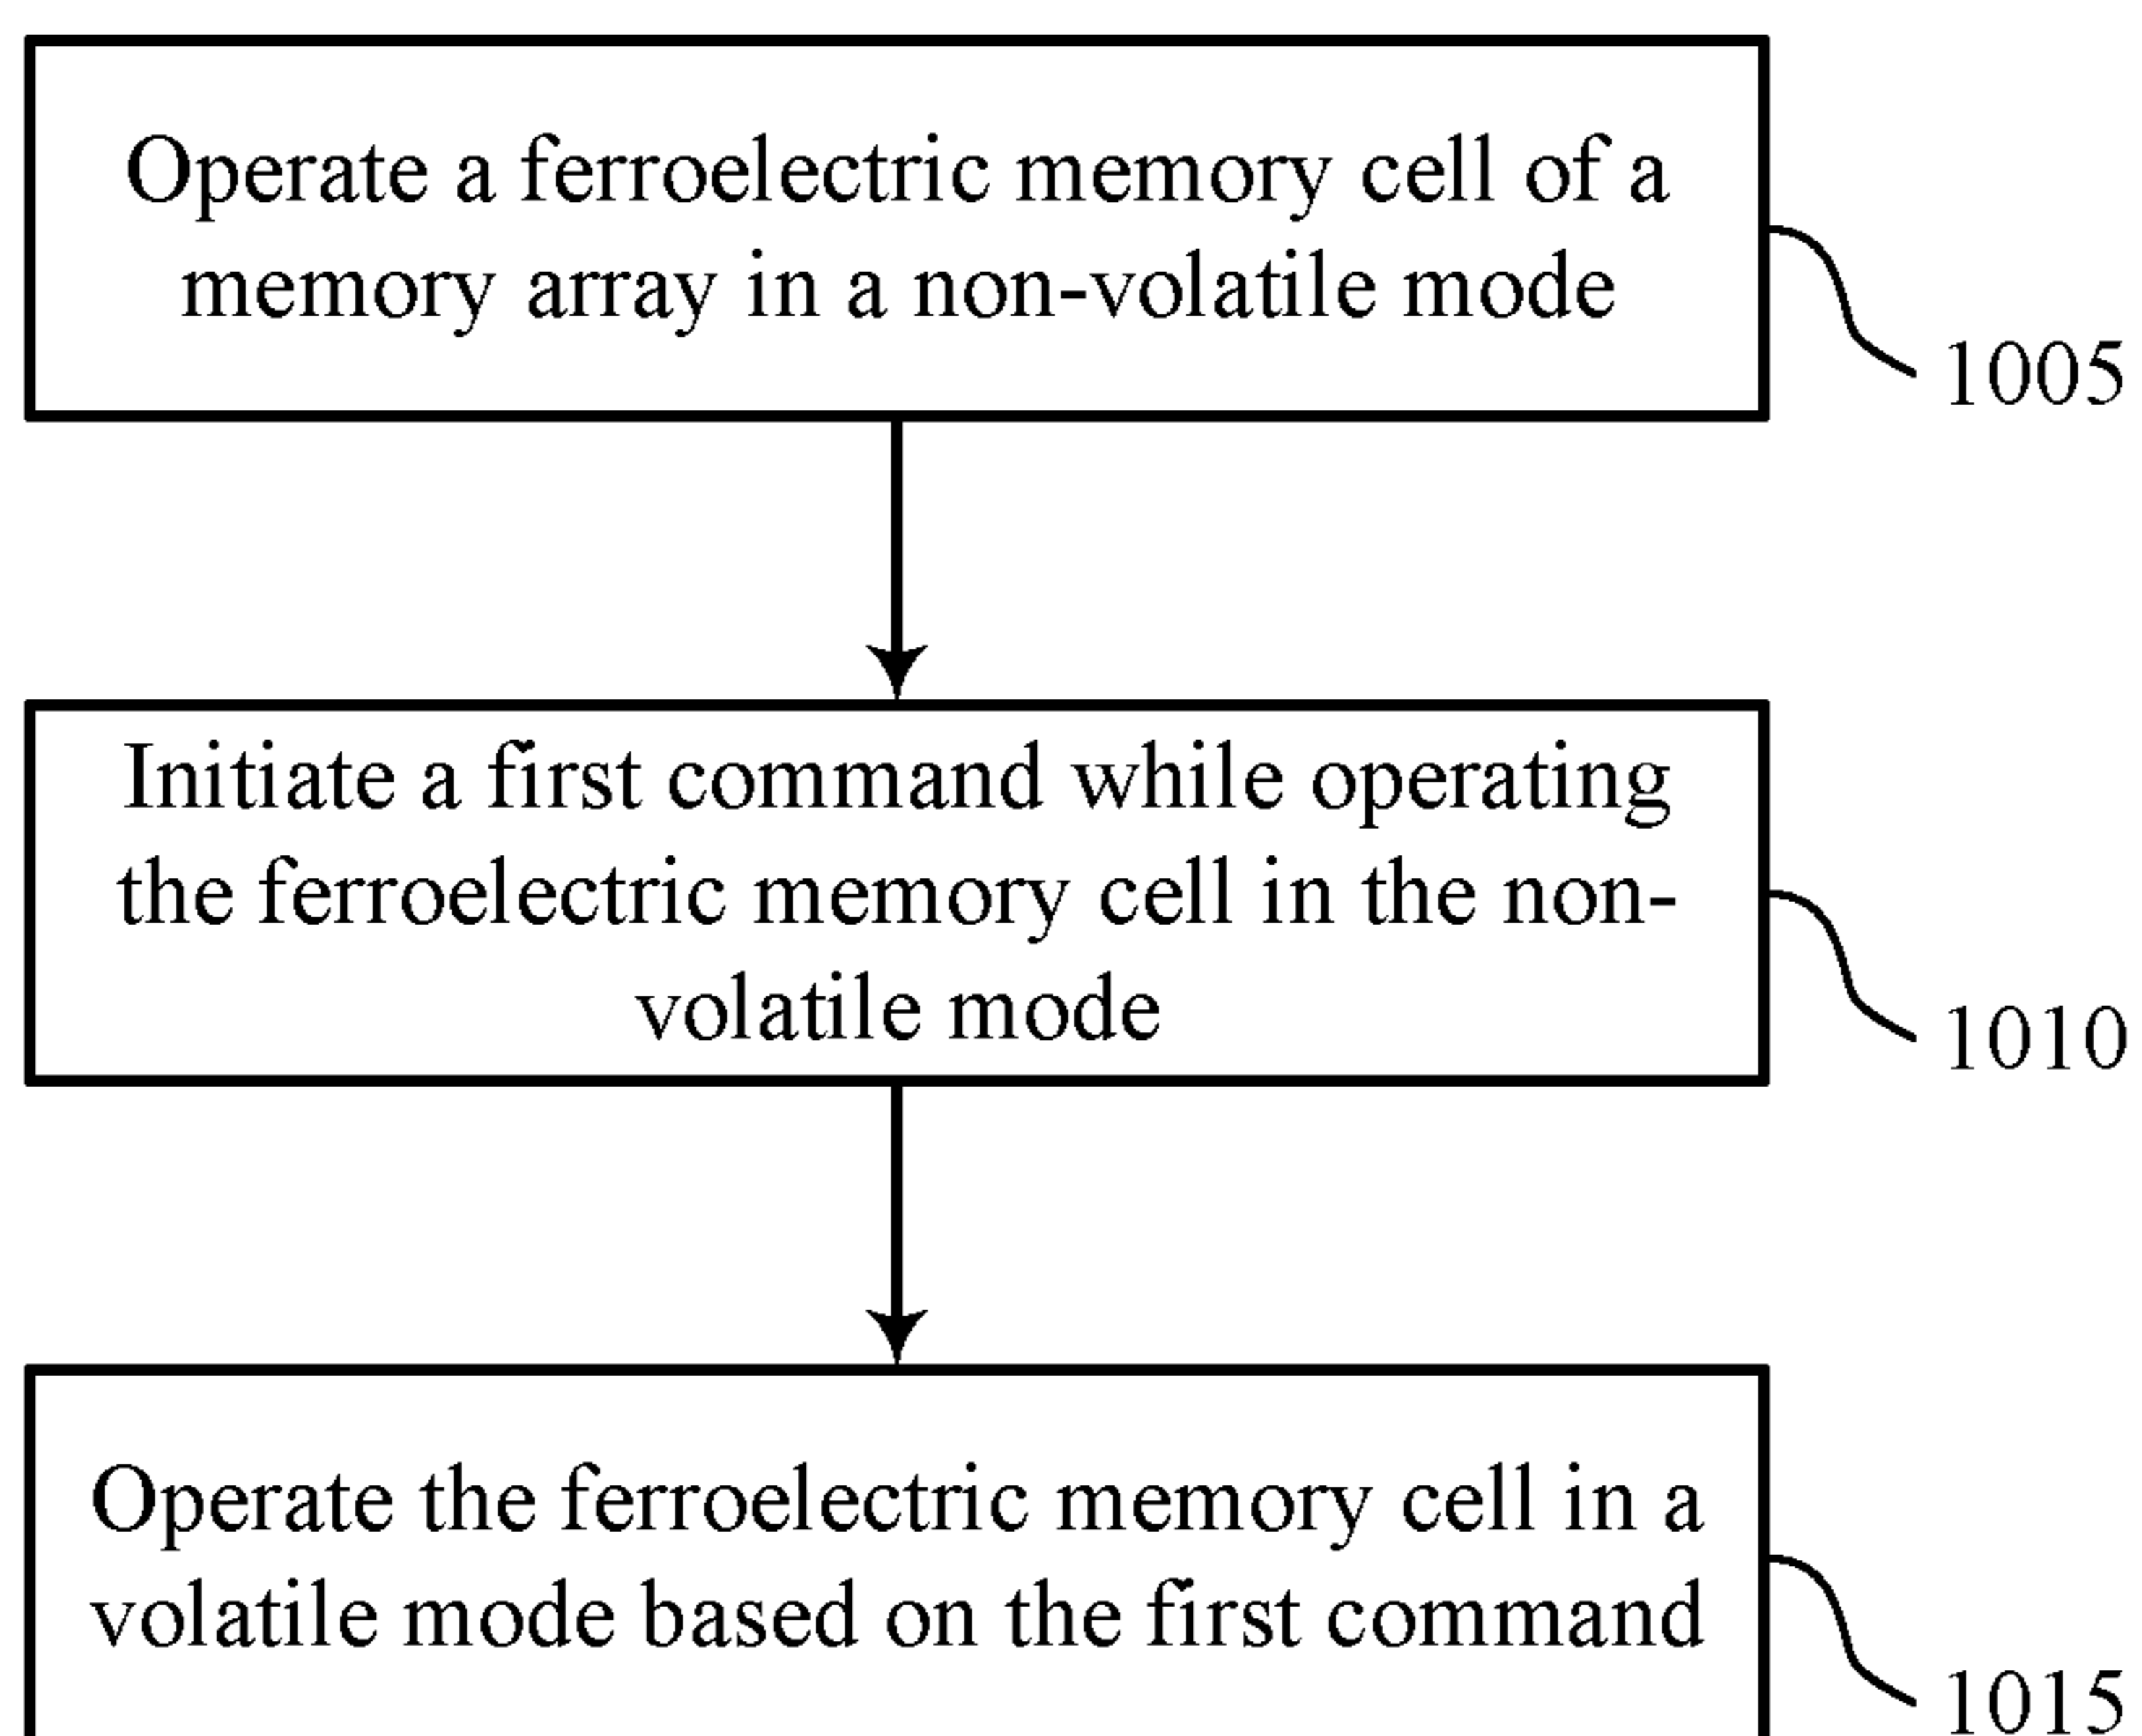 Operate a ferroelectric memory cell of a
memory array in a non-volatile mode
1005
Initiate a first command while operating
the ferroelectric memory cell in the non-
volatile mode
1010
Operate the ferroelectric memory cell in a
volatile mode based on the first command
1015